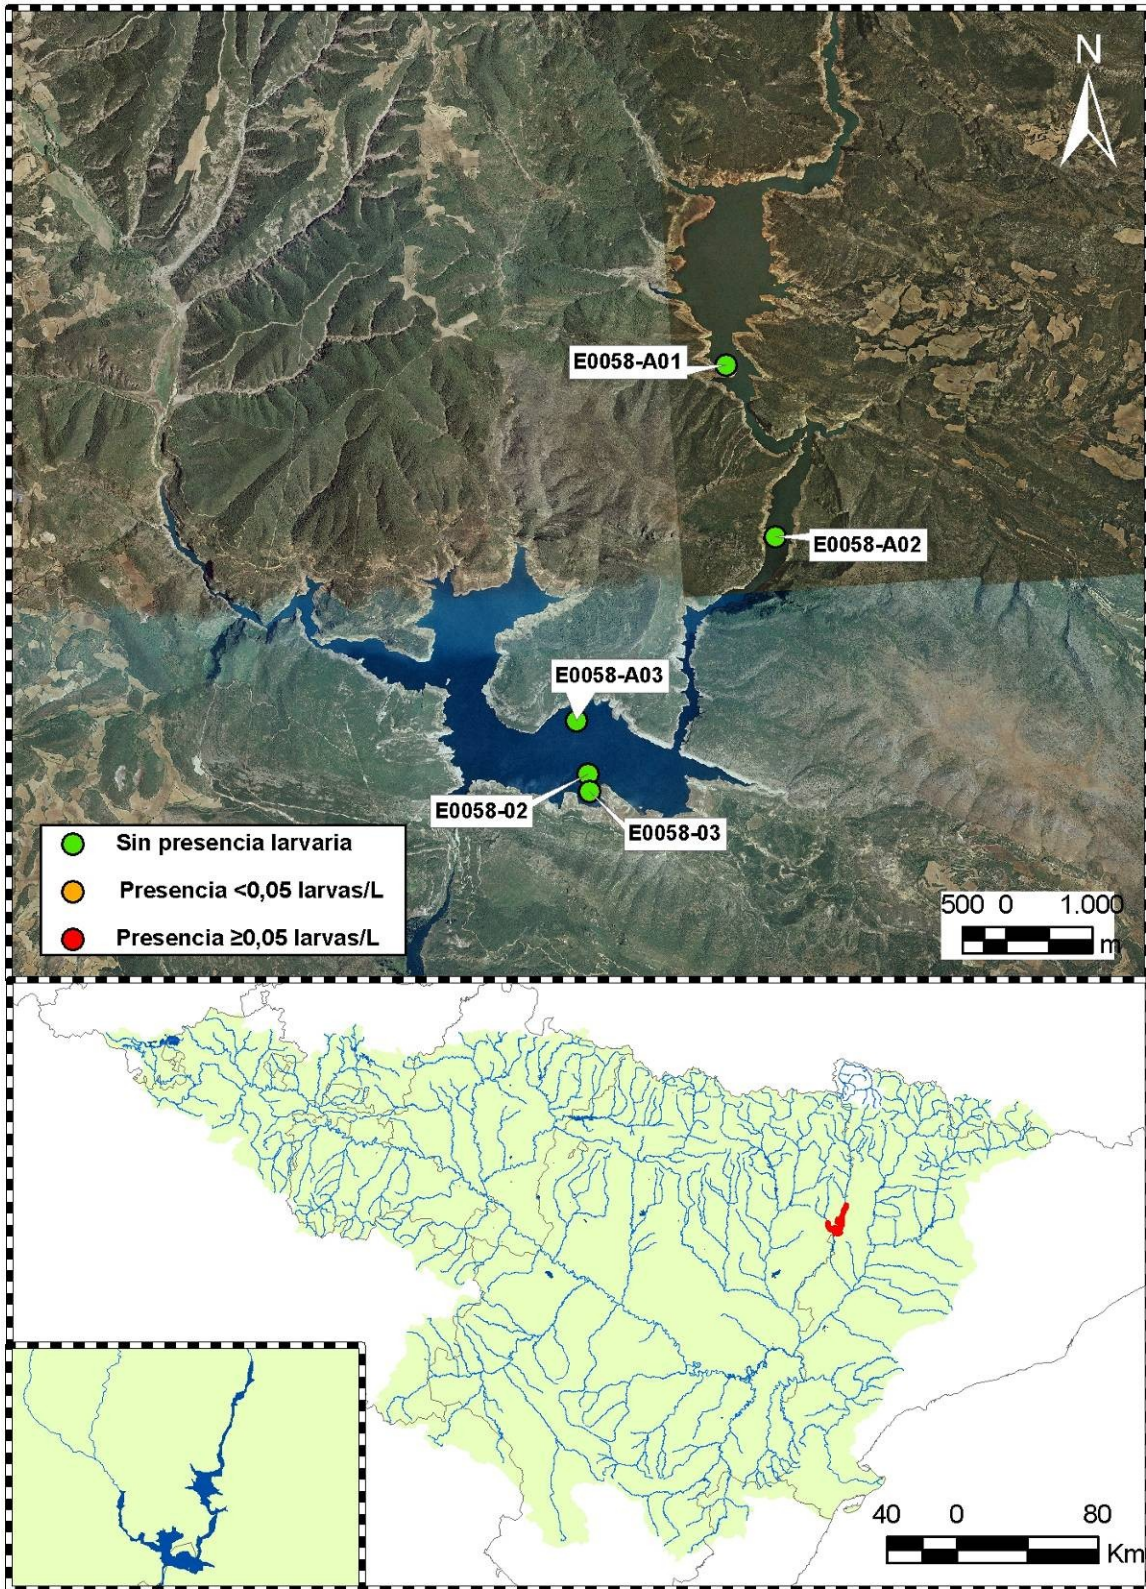 N
E0058-A01
E0058-A02
E0058-A03
E0058-02
E0058-03
Sin presencia larvaria
Presencia <0,05 larvas/L
Presencia ≥0,05 larvas/L
500 0 1.000
m
40 0 80
Km